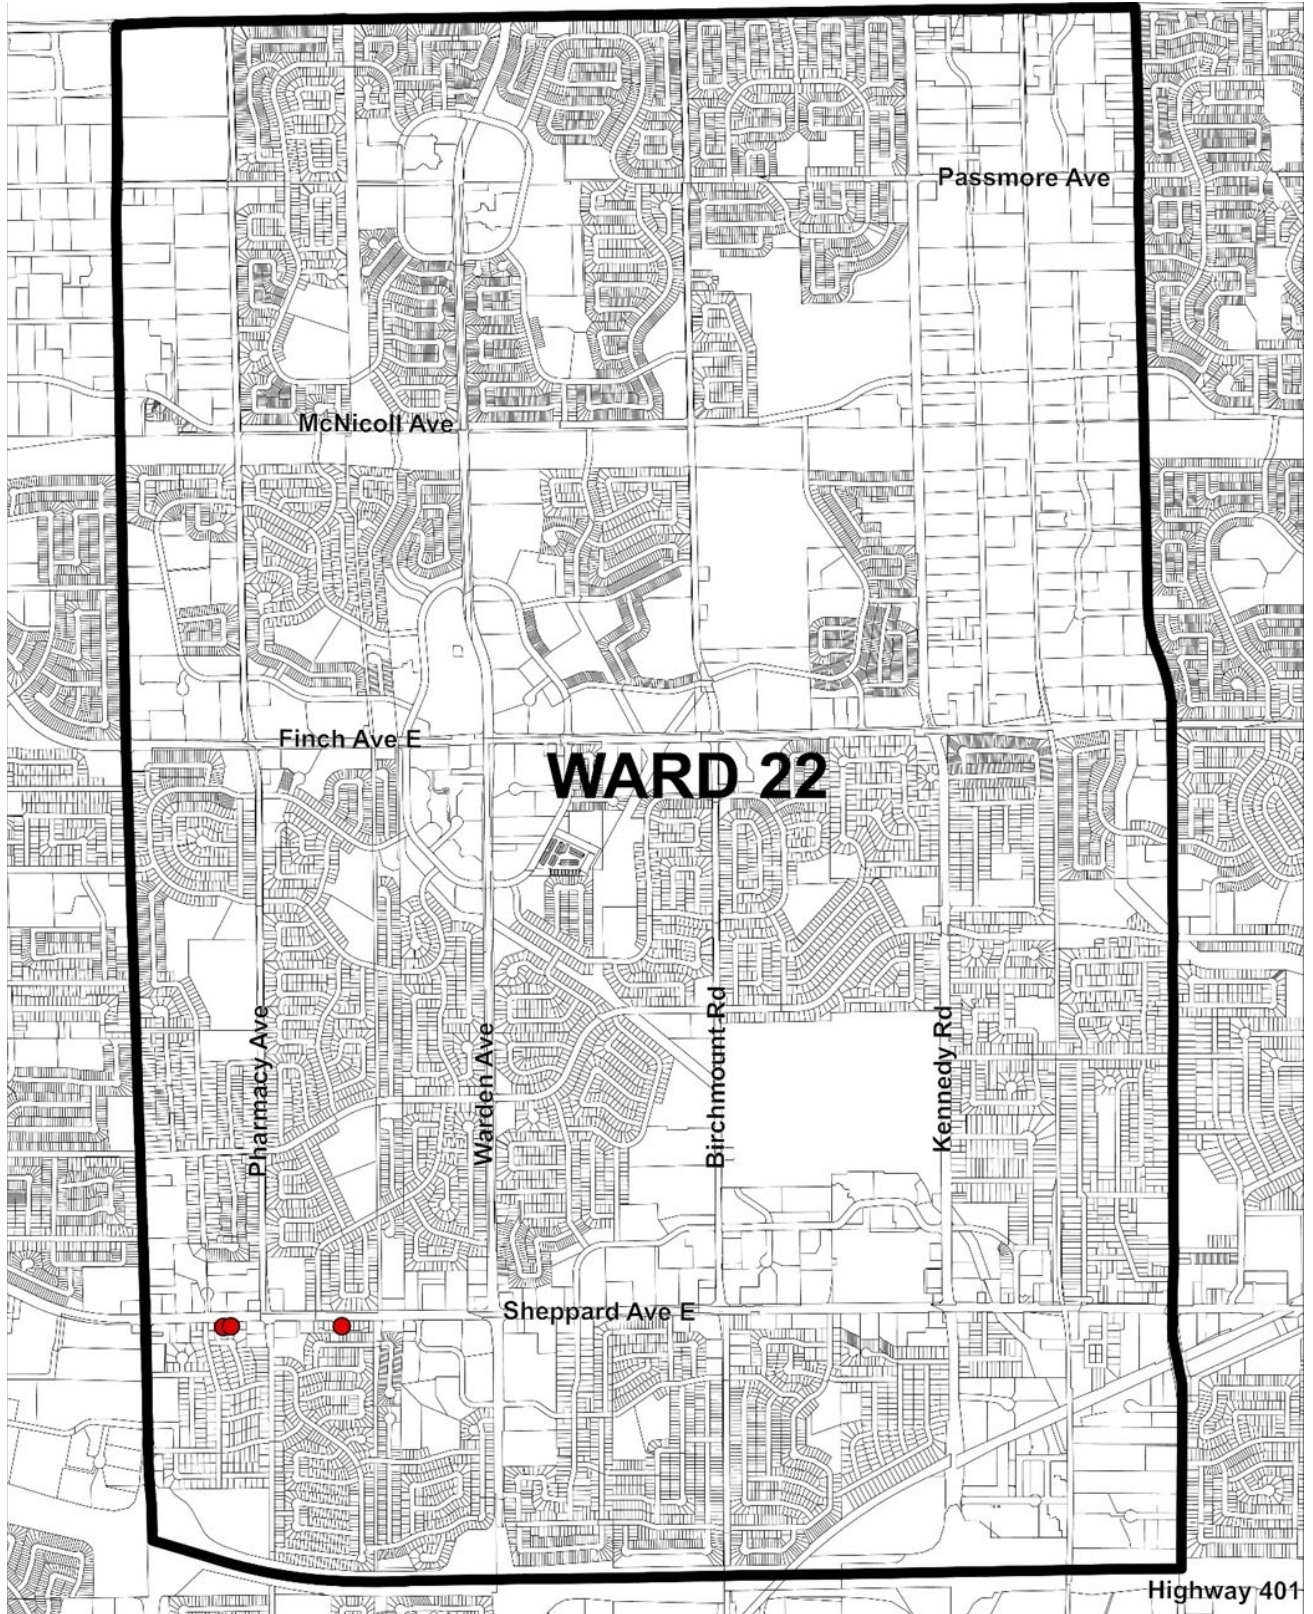 Passmore Ave
McNicoll Ave
Finch Ave E
WARD 22
Pharmacy Ave
Warden Ave
Birchmount Rd
Kennedy Rd
Sheppard Ave E
Highway 401